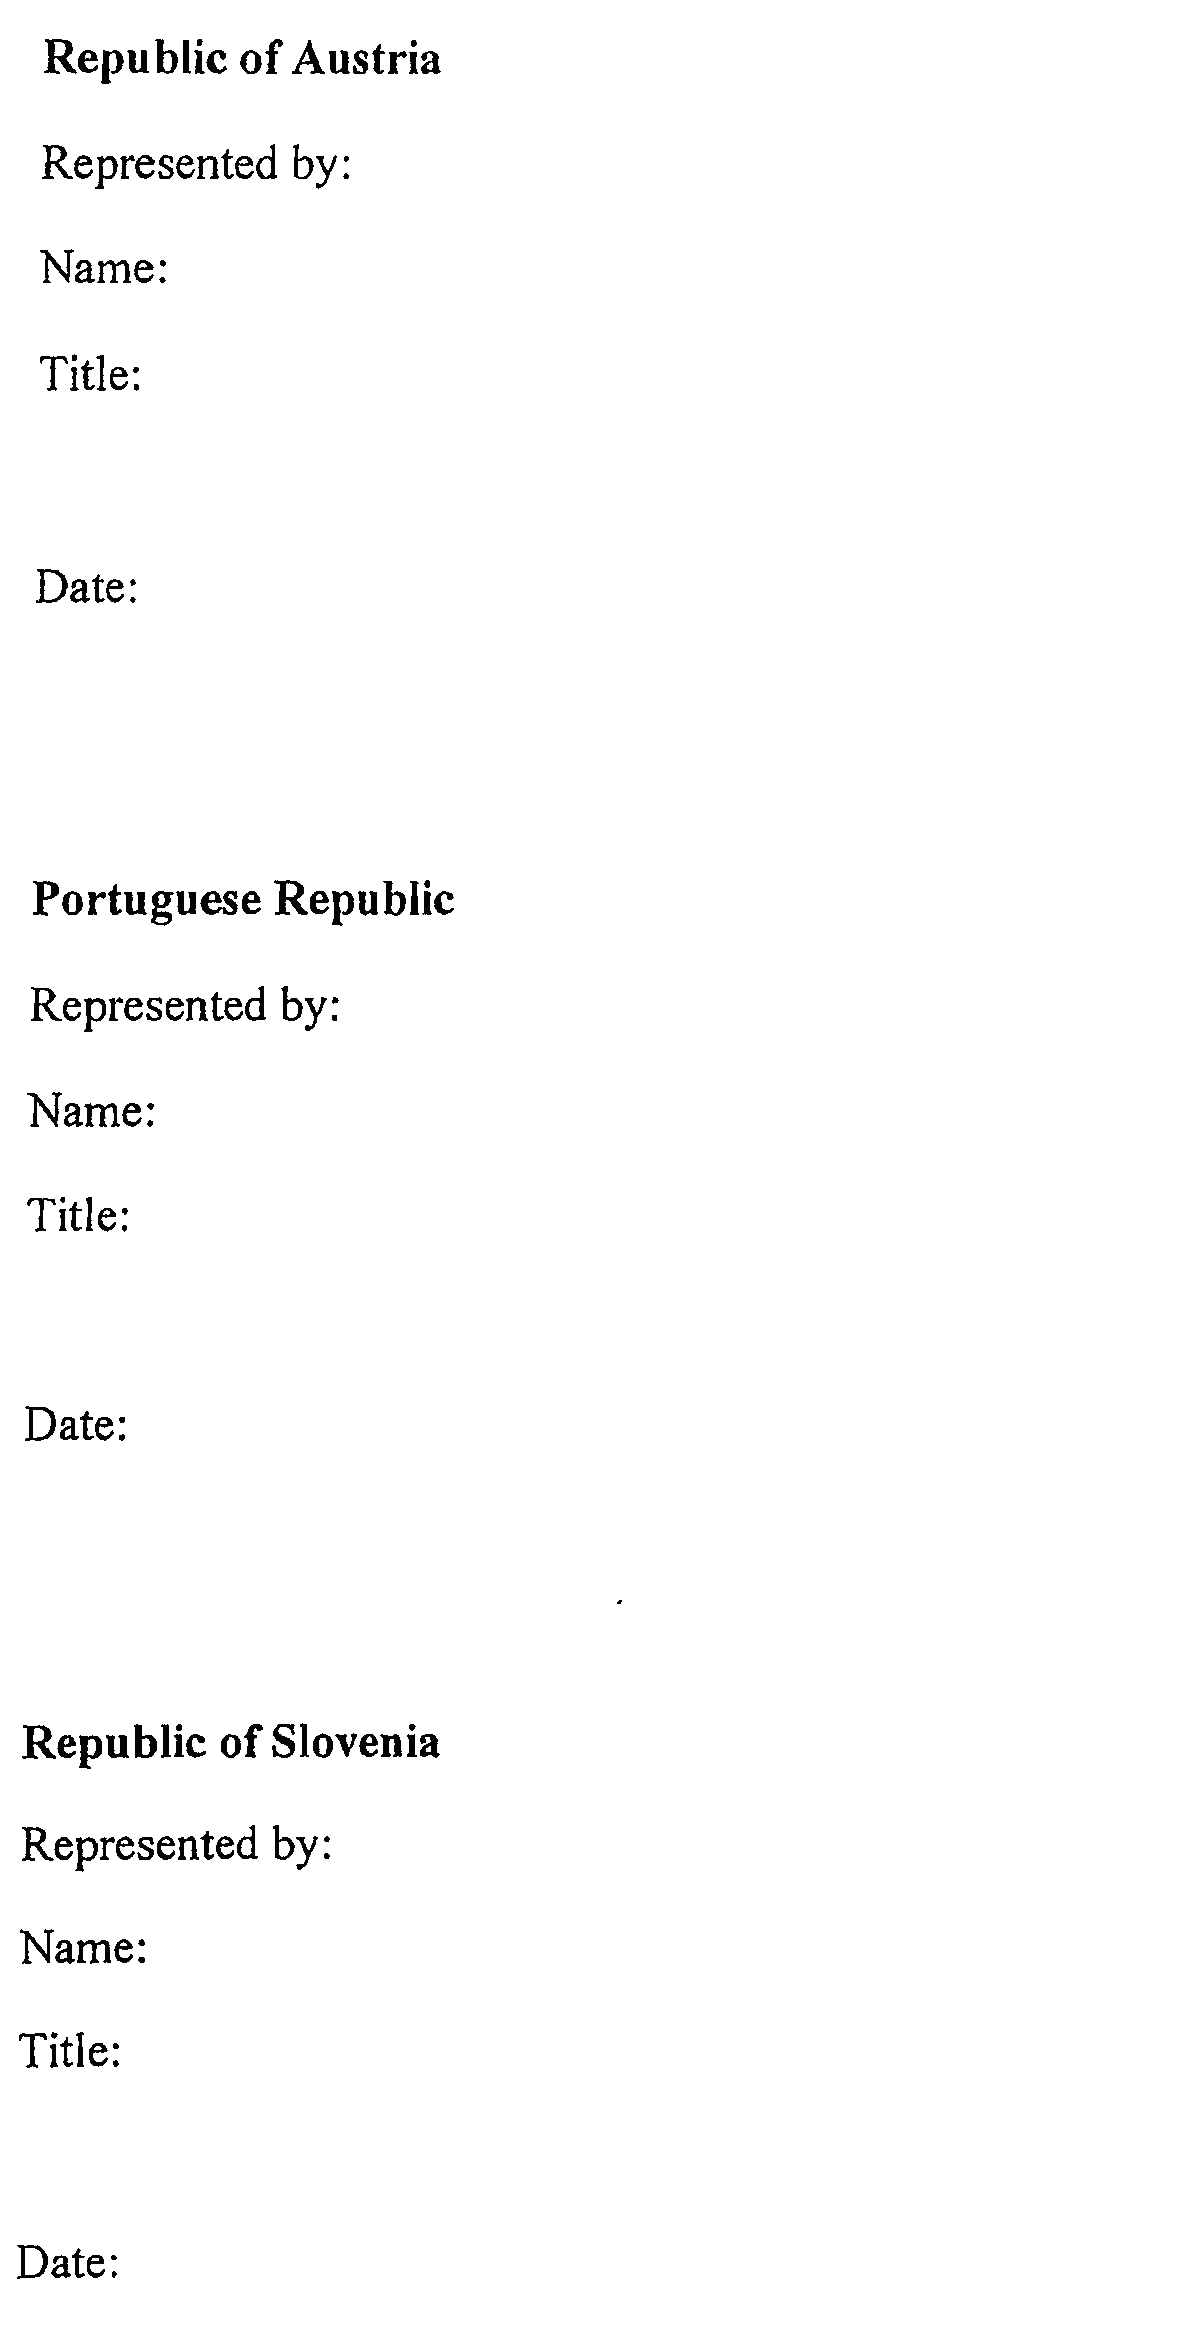 Republic of Austria
Represented by:
Name:
Title:
Date:
Portuguese Republic
Represented by:
Name:
Title:
Date:
Republic of Slovenia
Represented by:
Name:
Title:
Date: